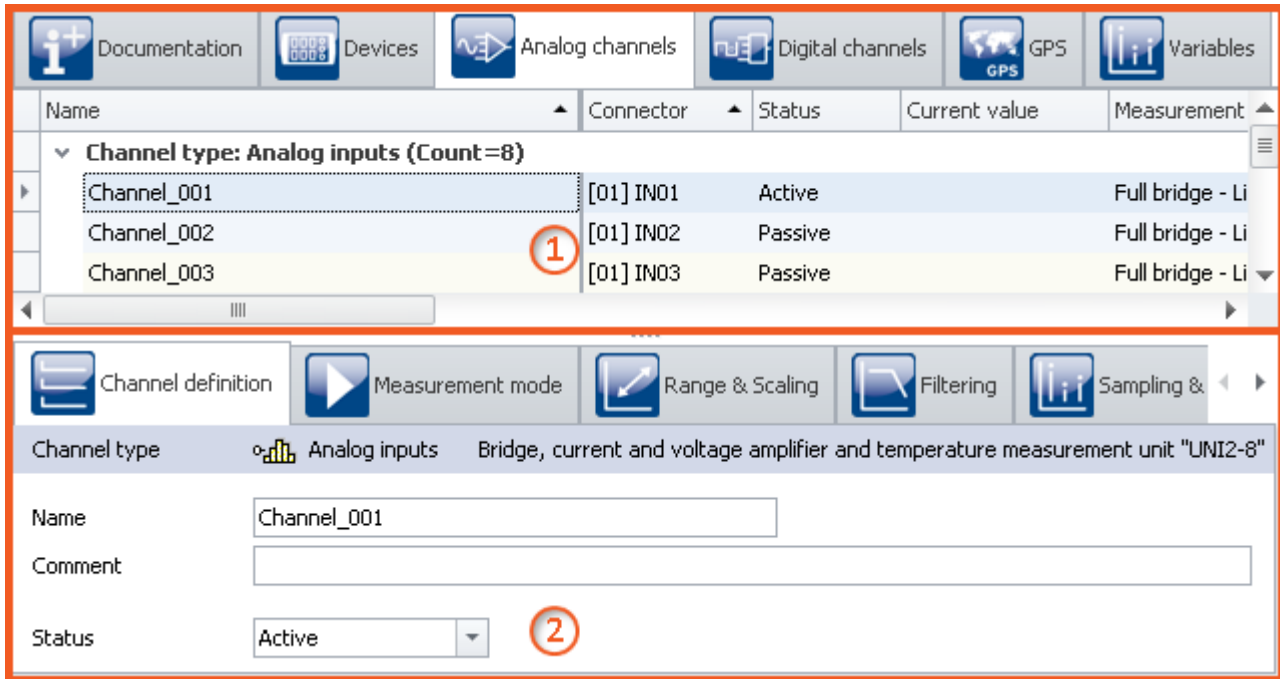 Documentation Devices Analog channels Digital channels GPS GPS Variables
Name Connector Status Current value Measurement
Channel type: Analog inputs (Count=8)
Channel_001 [01] IN01 Active Full bridge - Li
Channel_002 [01] IN02 Passive Full bridge - Li
1
Channel_003 [01] IN03 Passive Full bridge - Li
Channel definition Measurement mode Range & Scaling Filtering Sampling &
Channel type Analog inputs Bridge, current and voltage amplifier and temperature measurement unit "UNI2-8"
Name Channel_001
Comment
Status Active 2